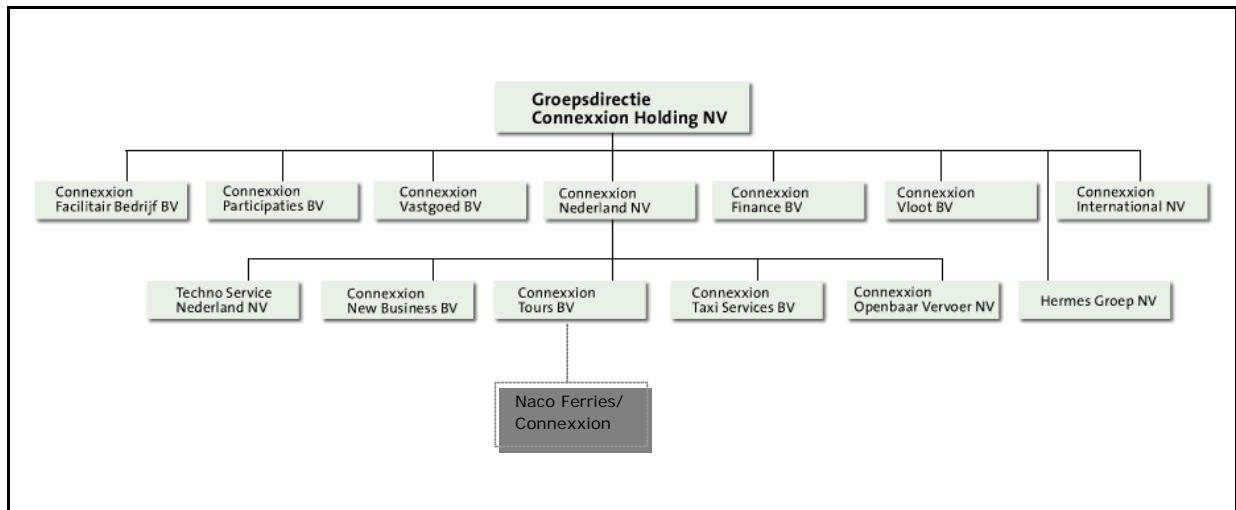 Groepsdirectie
Connexxion Holding NV
Connexxion
Facilitair Bedrijf BV
Connexxion
Participaties BV
Connexxion
Vastgoed BV
Connexxion
Nederland NV
Connexxion
Finance BV
Connexxion
Vloot BV
Connexxion
International NV
Techno Service
Nederland NV
Connexxion
New Business BV
Connexxion
Tours BV
Connexxion
Taxi Services BV
Connexxion
Openbaar Vervoer NV
Hermes Groep NV
Naco Ferries/
Connexxion